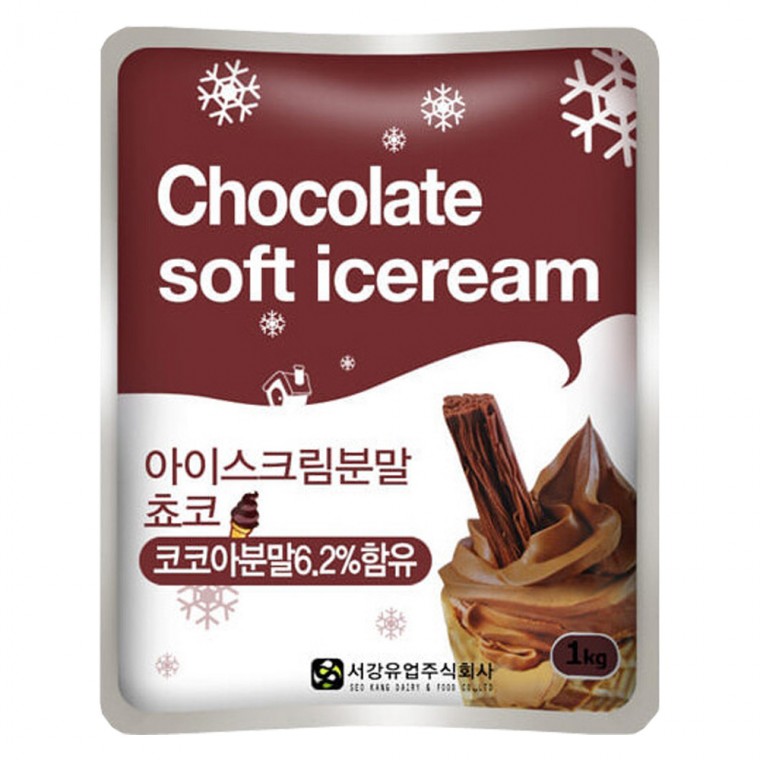 Chocolate
soft iceream
아이스크림분말
쵸코
코코아분말6.2%함유
1kg
서강유업주식회사
SEO KANG DAIRY & FOOD CO.,LTD